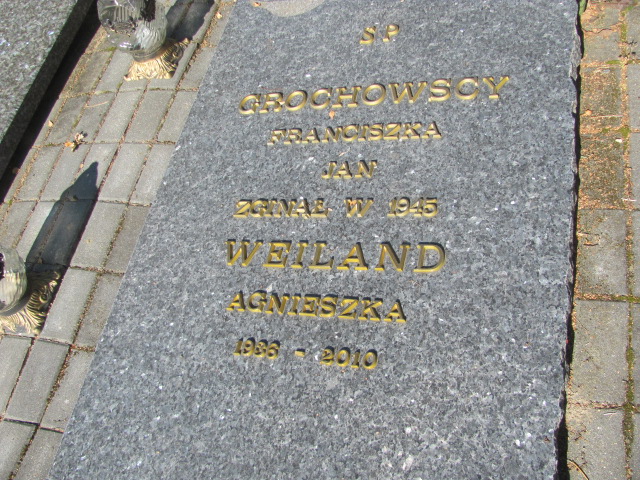 Ś P
GROCHOWSCY
FRANCISZKA
JAN
ZGINĄŁ W 1945
WEILAND
AGNIESZKA
1936 - 2010